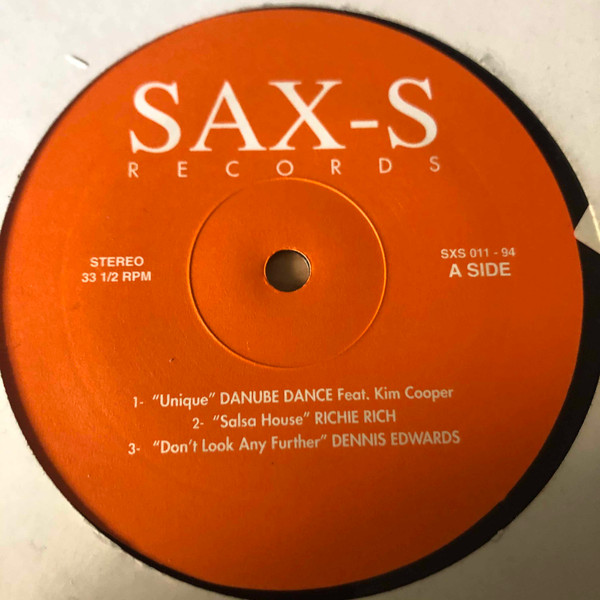 SAX-S
RECORDS
STEREO
33 1/2 RPM
SXS 011 - 94
A SIDE
1- "Unique" DANUBE DANCE Feat. Kim Cooper
2- "Salsa House" RICHIE RICH
3- "Don't Look Any Further" DENNIS EDWARDS